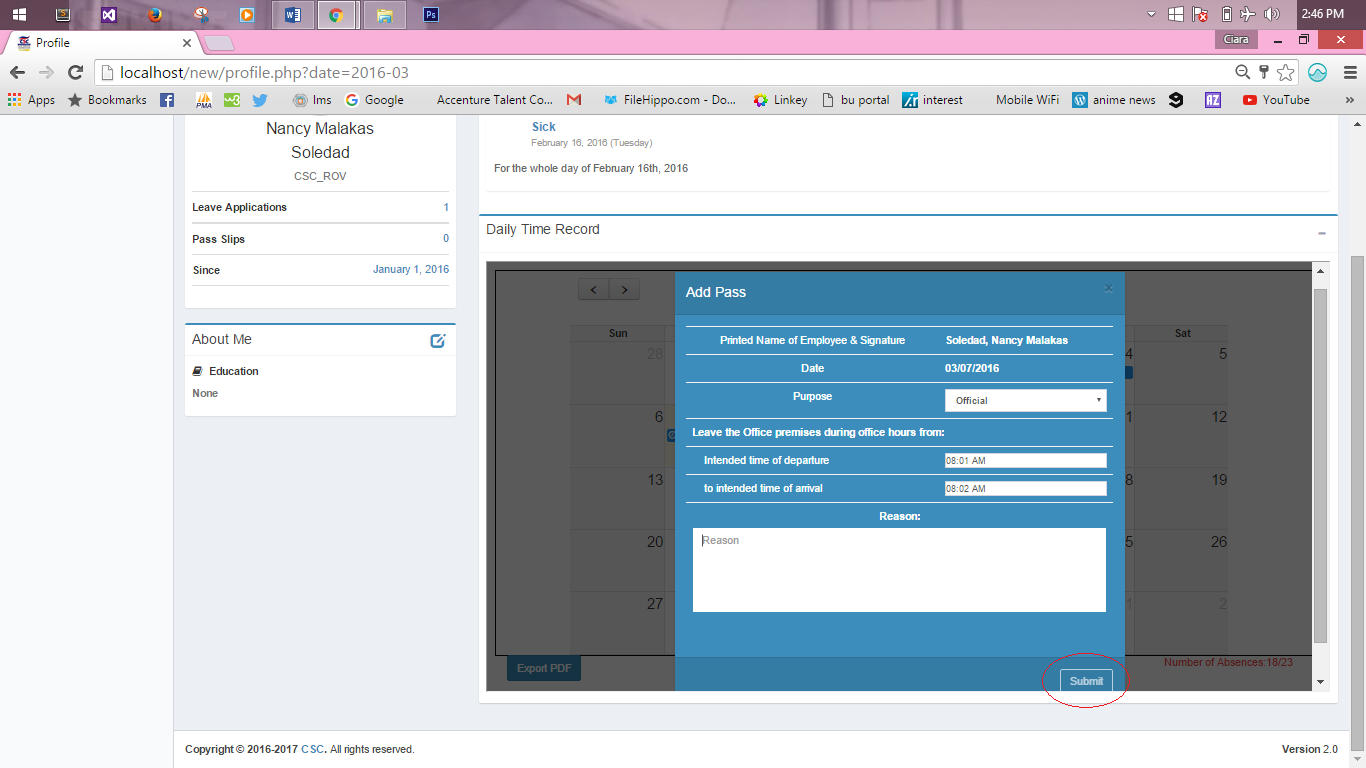 2:46 PM
Profile
Ciara
localhost/new/profile.php?date=2016-03
Apps Bookmarks PMA lms Google Accenture Talent Co... FileHippo.com - Do... Linkey bu portal interest Mobile WiFi anime news AZ YouTube »
Nancy Malakas
Soledad
CSC_ROV
Leave Applications 1
Pass Slips 0
Since January 1, 2016
About Me
Education
None
Sick
February 16, 2016 (Tuesday)
For the whole day of February 16th, 2016
Daily Time Record
< >
Add Pass ×
Sun Sat
28 4 5
6 1 12
13 8 19
20 5 26
27 1 2
Printed Name of Employee & Signature Soledad, Nancy Malakas
Date 03/07/2016
Purpose Official
Leave the Office premises during office hours from:
Intended time of departure 08:01 AM
to intended time of arrival 08:02 AM
Reason:
Reason
Export PDF
Submit
Number of Absences:18/23
Copyright © 2016-2017 CSC. All rights reserved.
Version 2.0